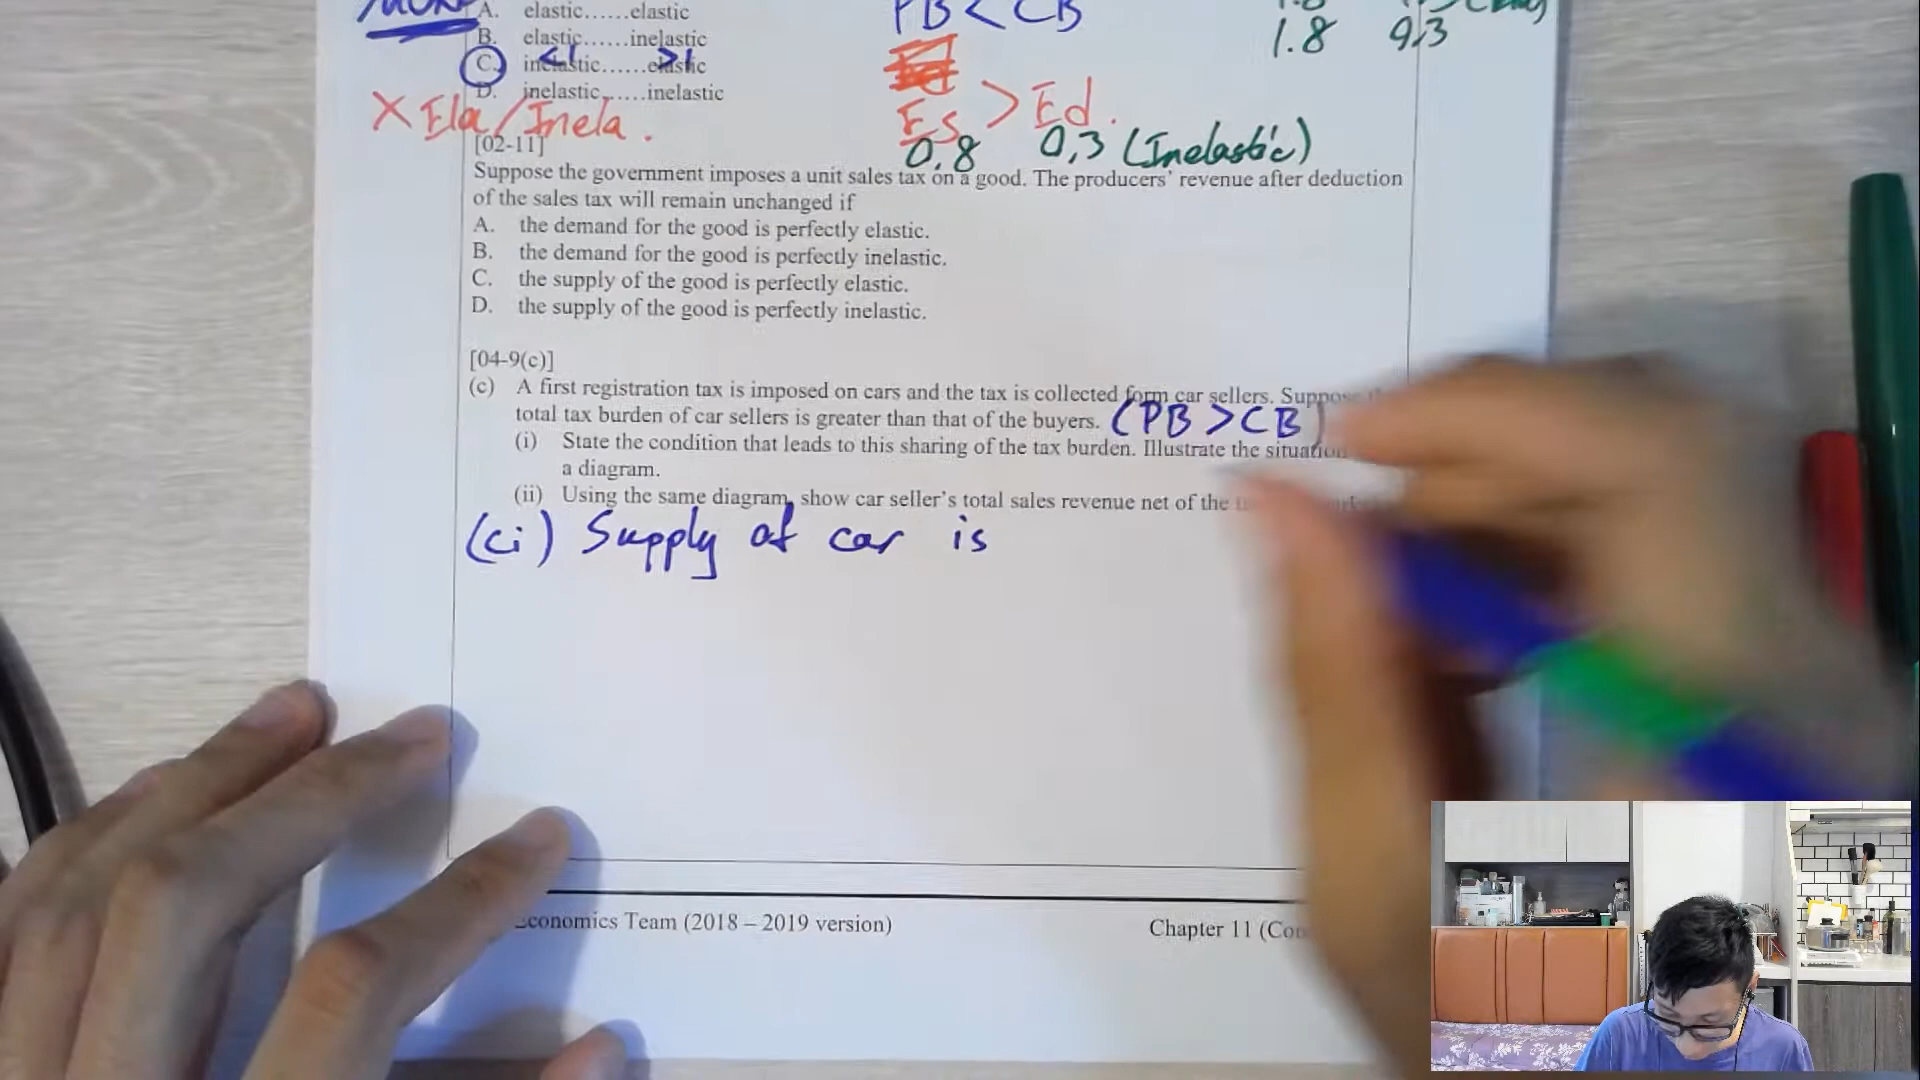 A. elastic......elastic
PB < CB
B. elastic......inelastic
1.8 9.3
<1 >1
C. inelastic......elastic
D. inelastic......inelastic
X Ela/Inela.
Es > Ed.
0.8 0.3 (Inelastic)
[02-11]
Suppose the government imposes a unit sales tax on a good. The producers' revenue after deduction
of the sales tax will remain unchanged if
A. the demand for the good is perfectly elastic.
B. the demand for the good is perfectly inelastic.
C. the supply of the good is perfectly elastic.
D. the supply of the good is perfectly inelastic.
[04-9(c)]
(c) A first registration tax is imposed on cars and the tax is collected form car sellers. Suppose
total tax burden of car sellers is greater than that of the buyers. (PB > CB)
(i) State the condition that leads to this sharing of the tax burden. Illustrate the situation
a diagram.
(ii) Using the same diagram, show car seller's total sales revenue net of the
(ci) Supply of car is
Economics Team (2018 – 2019 version)
Chapter 11